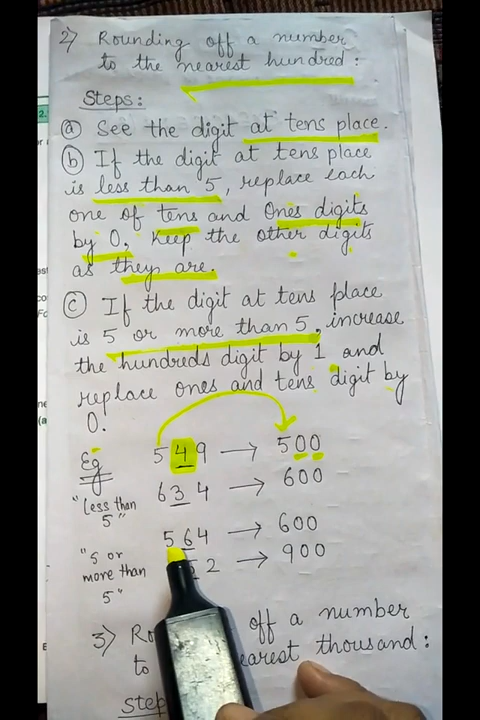 2) Rounding off a number
to the nearest hundred:
Steps:
(a) See the digit at tens place.
(b) If the digit at tens place
is less than 5, replace each
one of tens and Ones digits
by 0, Keep the other digits
as they are.
(c) If the digit at tens place
is 5 or more than 5, increase
the hundreds digit by 1 and
replace ones and tens digit by
0.
Eg 549 → 500
634 → 600
"less than
5"
564 → 600
"5 or
more than
5"
52 → 900
3) Ro off a number
to earest thousand:
Step